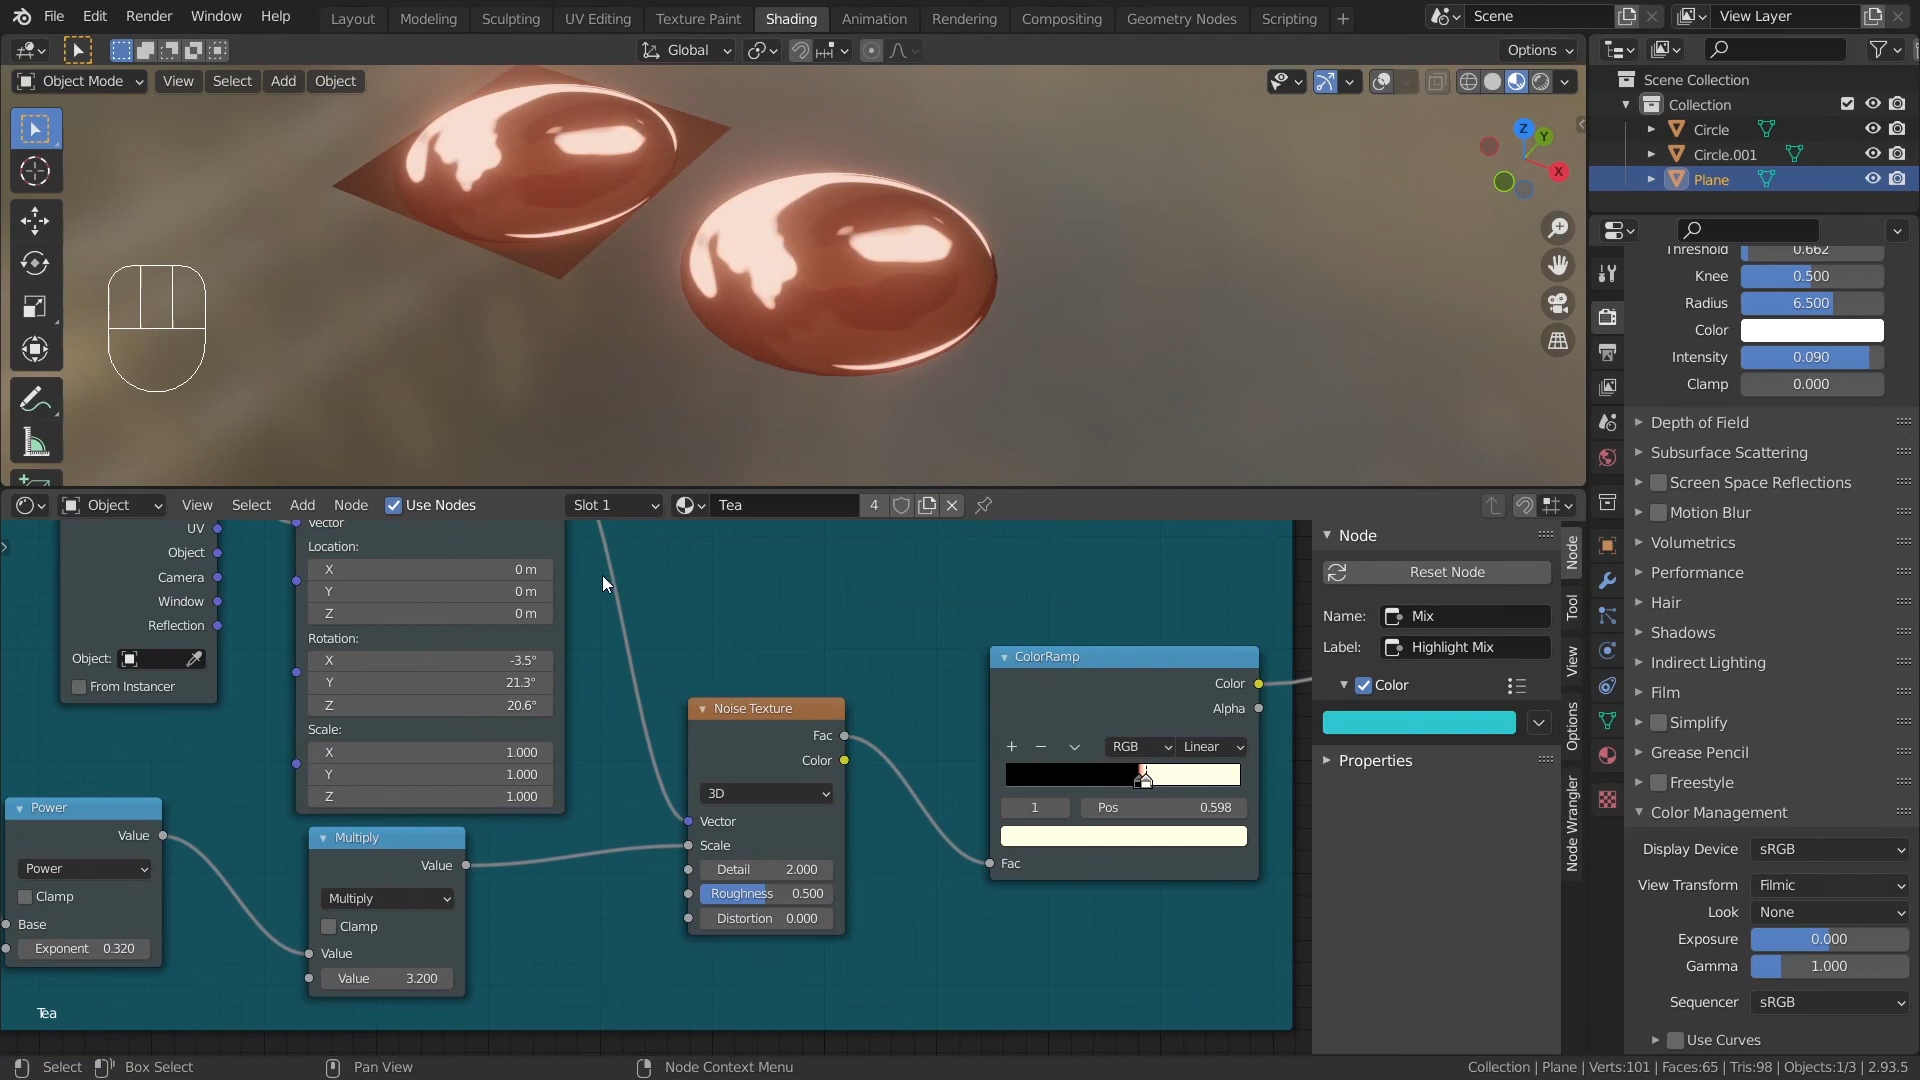 File Edit Render Window Help Layout Modeling Sculpting UV Editing Texture Paint Shading Animation Rendering Compositing Geometry Nodes Scripting + Scene View Layer
Global Options
Object Mode View Select Add Object
Scene Collection
Collection
Circle
Circle.001
Plane
Z
Y
X
Threshold 0.662
Knee 0.500
Radius 6.500
Color
Intensity 0.090
Clamp 0.000
Depth of Field
Subsurface Scattering
Screen Space Reflections
Motion Blur
Volumetrics
Performance
Hair
Shadows
Indirect Lighting
Film
Simplify
Grease Pencil
Freestyle
Color Management
Display Device sRGB
View Transform Filmic
Look None
Exposure 0.000
Gamma 1.000
Sequencer sRGB
Use Curves
Object View Select Add Node Use Nodes Slot 1 Tea 4
UV
Object
Camera
Window
Reflection
Object:
From Instancer
Vector
Location:
X 0 m
Y 0 m
Z 0 m
Rotation:
X -3.5°
Y 21.3°
Z 20.6°
Scale:
X 1.000
Y 1.000
Z 1.000
Power
Value
Power
Clamp
Base
Exponent 0.320
Multiply
Value
Multiply
Clamp
Value
Value 3.200
Noise Texture
Fac
Color
3D
Vector
Scale
Detail 2.000
Roughness 0.500
Distortion 0.000
ColorRamp
Color
Alpha
+ − RGB Linear
1 Pos 0.598
Fac
Tea
Node
Reset Node
Name: Mix
Label: Highlight Mix
Color
Properties
Node
Tool
View
Options
Node Wrangler
Select Box Select Pan View Node Context Menu Collection | Plane | Verts:101 | Faces:65 | Tris:98 | Objects:1/3 | 2.93.5